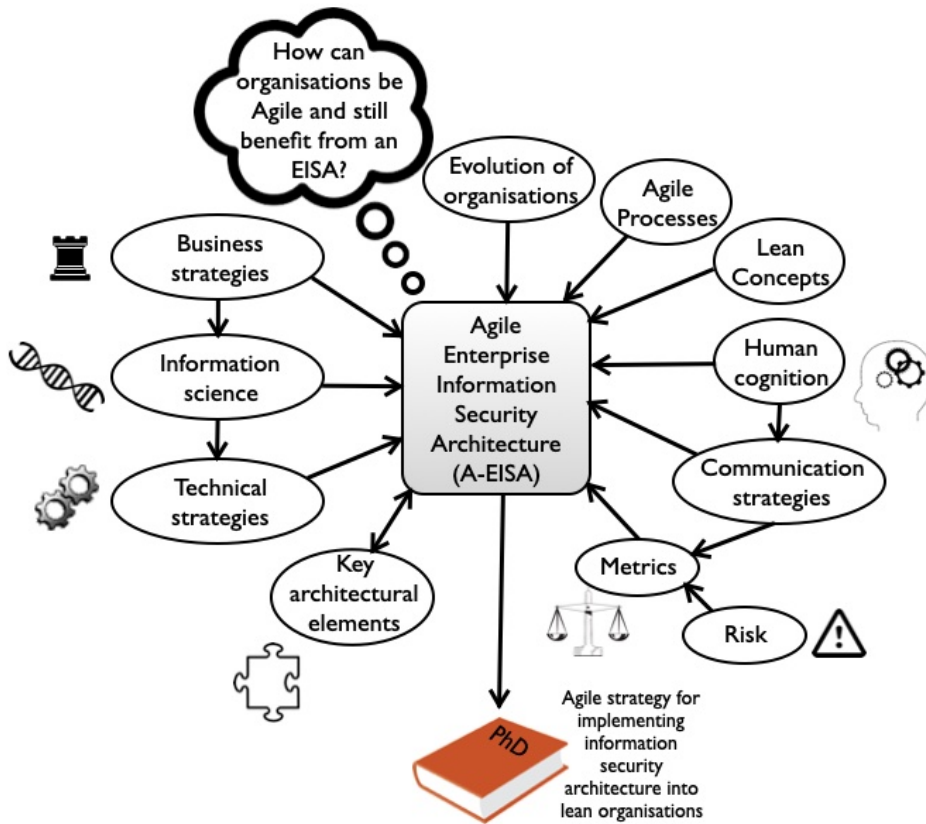 How can
organisations be
Agile and still
benefit from an
EISA?
Evolution of
organisations
Agile
Processes
Lean
Concepts
Business
strategies
Agile
Enterprise
Information
Security
Architecture
(A-EISA)
Human
cognition
Information
science
Communication
strategies
Technical
strategies
Key
architectural
elements
Metrics
Risk
PhD
Agile strategy for
implementing
information
security
architecture into
lean organisations